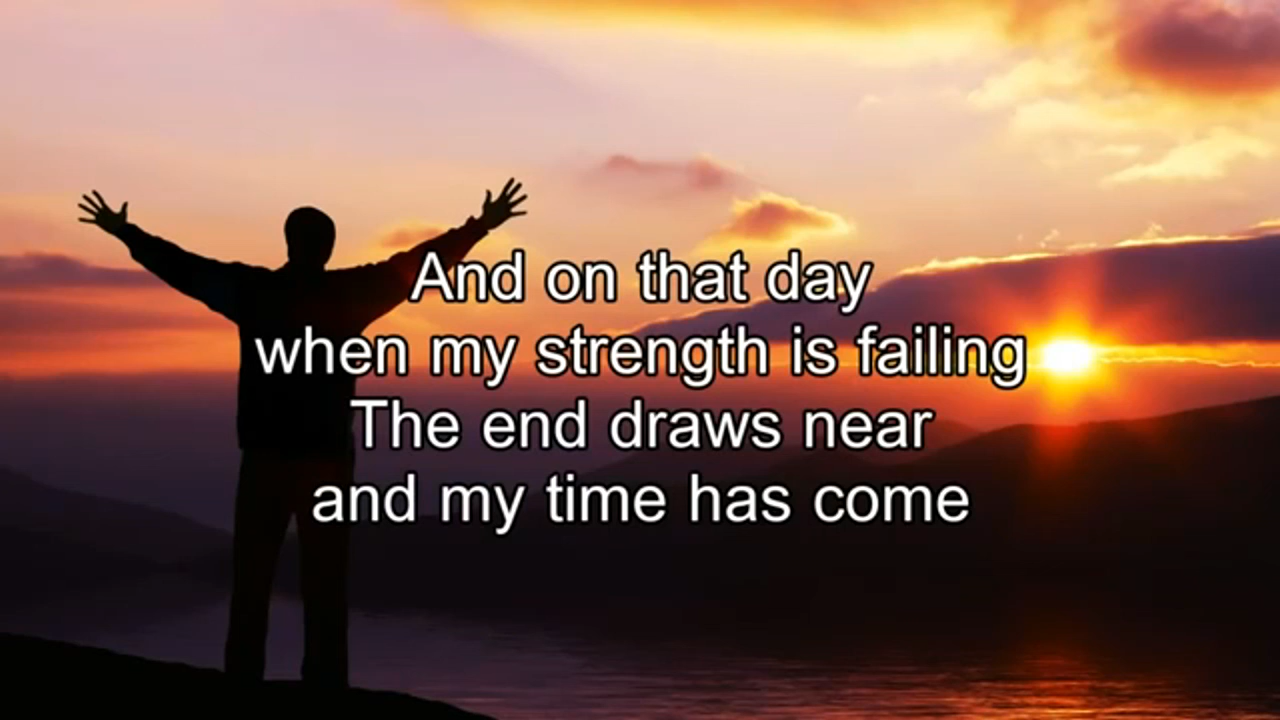 And on that day
when my strength is failing
The end draws near
and my time has come